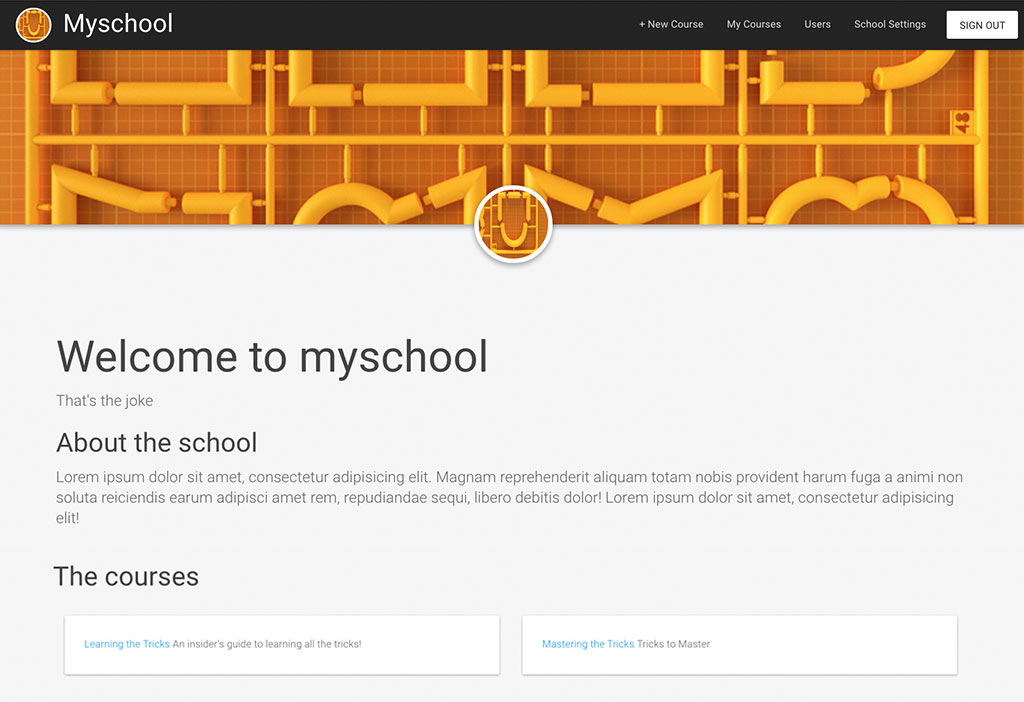 Myschool
+ New Course My Courses Users School Settings SIGN OUT
48
Welcome to myschool
That's the joke
About the school
Lorem ipsum dolor sit amet, consectetur adipisicing elit. Magnam reprehenderit aliquam totam nobis provident harum fuga a animi non
soluta reiciendis earum adipisci amet rem, repudiandae sequi, libero debitis dolor! Lorem ipsum dolor sit amet, consectetur adipisicing
elit!
The courses
Learning the Tricks An insider's guide to learning all the tricks!
Mastering the Tricks Tricks to Master